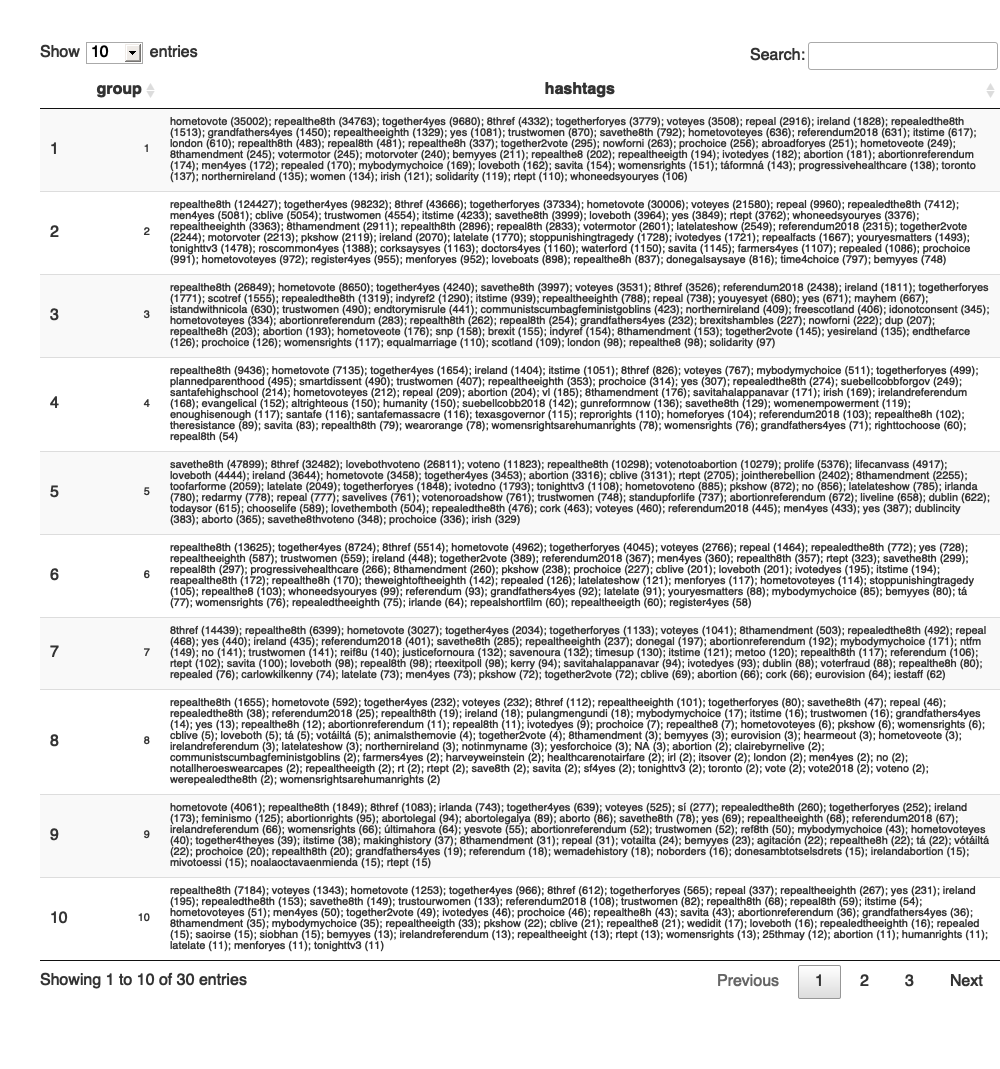 Show 10 entries
Search:
group hashtags
1 1 hometovote (35002); repealthe8th (34763); together4yes (9680); 8thref (4332); togetherforyes (3779); voteyes (3508); repeal (2916); ireland (1828); repealedthe8th
(1513); grandfathers4yes (1450); repealtheeighth (1329); yes (1081); trustwomen (870); savethe8th (792); hometovoteyes (636); referendum2018 (631); itstime (617);
london (610); repealth8th (483); repeal8th (481); repealthe8h (337); together2vote (295); nowforni (263); prochoice (256); abroadforyes (251); hometoveote (249);
8thamendment (245); votermotor (245); motorvoter (240); bemyyes (211); repealthe8 (202); repealtheeigth (194); ivotedyes (182); abortion (181); abortionreferendum
(174); men4yes (172); repealed (170); mybodymychoice (169); loveboth (162); savita (154); womensrights (151); táformná (143); progressivehealthcare (138); toronto
(137); northernireland (135); women (134); irish (121); solidarity (119); rtept (110); whoneedsyouryes (106)
2 2 repealthe8th (124427); together4yes (98232); 8thref (43666); togetherforyes (37334); hometovote (30006); voteyes (21580); repeal (9960); repealedthe8th (7412);
men4yes (5081); cblive (5054); trustwomen (4554); itstime (4233); savethe8th (3999); loveboth (3964); yes (3849); rtept (3762); whoneedsyouryes (3376);
repealtheeighth (3363); 8thamendment (2911); repealth8th (2896); repeal8th (2833); votermotor (2601); latelateshow (2549); referendum2018 (2315); together2vote
(2244); motorvoter (2213); pkshow (2119); ireland (2070); latelate (1770); stoppunishingtragedy (1728); ivotedyes (1721); repealfacts (1667); youryesmatters (1493);
tonighttv3 (1478); roscommon4yes (1388); corksaysyes (1163); doctors4yes (1160); waterford (1150); savita (1145); farmers4yes (1107); repealed (1086); prochoice
(991); hometovoteyes (972); register4yes (955); menforyes (952); loveboats (898); repealthe8h (837); donegalsaysaye (816); time4choice (797); bemyyes (748)
3 3 repealthe8th (26849); hometovote (8650); together4yes (4240); savethe8th (3997); voteyes (3531); 8thref (3526); referendum2018 (2438); ireland (1811); togetherforyes
(1771); scotref (1555); repealedthe8th (1319); indyref2 (1290); itstime (939); repealtheeighth (788); repeal (738); youyesyet (680); yes (671); mayhem (667);
istandwithnicola (630); trustwomen (490); endtorymisrule (441); communistscumbagfeministgoblins (423); northernireland (409); freescotland (406); idonotconsent (345);
hometovoteyes (334); abortionreferendum (283); repealth8th (262); repeal8th (254); grandfathers4yes (232); brexitshambles (227); nowforni (222); dup (207);
repealthe8h (203); abortion (193); hometoveote (176); snp (158); brexit (155); indyref (154); 8thamendment (153); together2vote (145); yesireland (135); endthefarce
(126); prochoice (126); womensrights (117); equalmarriage (110); scotland (109); london (98); repealthe8 (98); solidarity (97)
4 4 repealthe8th (9436); hometovote (7135); together4yes (1654); ireland (1404); itstime (1051); 8thref (826); voteyes (767); mybodymychoice (511); togetherforyes (499);
plannedparenthood (495); smartdissent (490); trustwomen (407); repealtheeighth (353); prochoice (314); yes (307); repealedthe8th (274); suebellcobbforgov (249);
santafehighschool (214); hometovoteyes (212); repeal (209); abortion (204); vl (185); 8thamendment (176); savitahalappanavar (171); irish (169); irelandreferendum
(168); evangelical (152); altrighteous (150); humanity (150); suebellcobb2018 (142); gunreformnow (136); savethe8th (129); womenempowerment (119);
enoughisenough (117); santafe (116); santafemassacre (116); texasgovernor (115); reprorights (110); homeforyes (104); referendum2018 (103); repealthe8h (102);
theresistance (89); savita (83); repealth8th (79); wearorange (78); womensrightsarehumanrights (78); womensrights (76); grandfathers4yes (71); righttochoose (60);
repeal8th (54)
5 5 savethe8th (47899); 8thref (32482); lovebothvoteno (26811); voteno (11823); repealthe8th (10298); votenotoabortion (10279); prolife (5376); lifecanvass (4917);
loveboth (4444); ireland (3644); hometovote (3458); together4yes (3453); abortion (3316); cblive (3131); rtept (2705); jointherebellion (2402); 8thamendment (2255);
toofarforme (2059); latelate (2049); togetherforyes (1848); ivotedno (1793); tonighttv3 (1108); hometovoteno (885); pkshow (872); no (856); latelateshow (785); irlanda
(780); redarmy (778); repeal (777); savelives (761); votenoroadshow (761); trustwomen (748); standupforlife (737); abortionreferendum (672); liveline (658); dublin (622);
todaysor (615); chooselife (589); lovethemboth (504); repealth8th (476); cork (463); voteyes (460); referendum2018 (445); men4yes (433); yes (387); dublincity
(383); aborto (365); savethe8thvoteno (348); prochoice (336); irish (329)
6 6 repealthe8th (13625); together4yes (8724); 8thref (5514); hometovote (4962); togetherforyes (4045); voteyes (2766); repeal (1464); repealedthe8th (772); yes (728);
repealtheeighth (587); trustwomen (559); ireland (448); together2vote (389); referendum2018 (367); men4yes (360); repealth8th (357); rtept (323); savethe8th (299);
repeal8th (297); progressivehealthcare (266); 8thamendment (260); pkshow (238); prochoice (227); cblive (201); loveboth (201); ivotedyes (195); itstime (194);
reapealthe8th (172); repealthe8h (170); theweightoftheeighth (142); repealed (126); latelateshow (121); menforyes (117); hometovoteyes (114); stoppunishingtragedy
(105); repealthe8 (103); whoneedsyouryes (99); referendum (93); grandfathers4yes (92); latelate (91); youryesmatters (88); mybodymychoice (85); bemyyes (80); tá
(77); womensrights (76); repealedtheeighth (75); irlande (64); repealshortfilm (60); repealtheeigth (60); register4yes (58)
7 7 8thref (14439); repealthe8th (6399); hometovote (3027); together4yes (2034); togetherforyes (1133); voteyes (1041); 8thamendment (503); repealedthe8th (492); repeal
(468); yes (440); ireland (435); referendum2018 (401); savethe8th (285); repealtheeighth (237); donegal (197); abortionreferendum (192); mybodymychoice (171); ntfm
(149); no (141); trustwomen (141); reif8u (140); justicefornoura (132); savenoura (132); timesup (130); itstime (121); metoo (120); repealth8th (117); referendum (106);
rtept (102); savita (100); loveboth (98); repeal8th (98); rteexitpoll (98); kerry (94); savitahalappanavar (94); ivotedyes (93); dublin (88); voterfraud (88); repealthe8h (80);
repealed (76); carlowkilkenny (74); latelate (73); men4yes (73); pkshow (72); together2vote (72); cblive (69); abortion (66); cork (66); eurovision (64); iestaff (62)
8 8 repealthe8th (1655); hometovote (592); together4yes (232); voteyes (232); 8thref (112); repealtheeighth (101); togetherforyes (80); savethe8th (47); repeal (46);
repealedthe8th (38); referendum2018 (25); repealth8th (19); ireland (18); pulangmengundi (18); mybodymychoice (17); itstime (16); trustwomen (16); grandfathers4yes
(14); yes (13); repealthe8h (12); abortionreferendum (11); repeal8th (11); ivotedyes (9); prochoice (7); repealthe8 (7); hometovoteyes (6); pkshow (6); women (6);
cblive (5); loveboth (5); tá (5); votáiltá (5); animalsthemovie (4); together2vote (4); 8thamendment (3); bemyyes (3); eurovision (3); hearmeout (3); hometoveote (3);
irelandreferendum (3); latelateshow (3); northernireland (3); notinmyname (3); yesforchoice (3); NA (3); abortion (2); clairebyrnelive (2);
communistscumbagfeministgoblins (2); farmers4yes (2); harveyweinstein (2); healthcarenotairfare (2); irl (2); itsover (2); london (2); men4yes (2); no (2);
notallheroeswearcapes (2); repealtheeigth (2); rt (2); rtept (2); save8th (2); savita (2); sf4yes (2); tonighttv3 (2); toronto (2); vote (2); vote2018 (2); voteno (2);
werepealedthe8th (2); womensrightsarehumanrights (2)
9 9 hometovote (4061); repealthe8th (1849); 8thref (1083); irlanda (743); together4yes (639); voteyes (525); sí (277); repealedthe8th (260); togetherforyes (252); ireland
(173); feminismo (125); abortionrights (95); abortolegal (94); abortolegalya (89); aborto (86); savethe8th (78); yes (69); repealtheeighth (68); referendum2018 (67);
irelandreferendum (66); womensrights (66); últimahora (64); yesvote (55); abortionreferendum (52); trustwomen (52); ref8th (50); mybodymychoice (43); hometovoteyes
(40); together4theyes (39); itstime (38); makinghistory (37); 8thamendment (31); repeal (31); votailta (24); bemyyes (23); agitación (22); repealthe8h (22); tá (22); vótáiltá
(22); prochoice (20); repealth8th (20); grandfathers4yes (19); referendum (18); wemadehistory (18); noborders (16); donesambtotselsdrets (15); irelandabortion (15);
mivotoessi (15); noalaoctavaenmienda (15); rtept (15)
10 10 repealthe8th (7184); voteyes (1343); hometovote (1253); together4yes (966); 8thref (612); togetherforyes (565); repeal (337); repealtheeighth (267); yes (231); ireland
(195); repealedthe8th (153); savethe8th (149); trustourwomen (133); referendum2018 (108); trustwomen (82); repealth8th (68); repeal8th (59); itstime (54);
hometovoteyes (51); men4yes (50); together2vote (49); ivotedyes (46); prochoice (46); repealthe8h (43); savita (43); abortionreferendum (36); grandfathers4yes (36);
8thamendment (35); mybodymychoice (35); repealtheeigth (33); pkshow (22); cblive (21); repealthe8 (21); wedidit (17); loveboth (16); repealedtheeighth (16); repealed
(15); saoirse (15); siobhan (15); bemyyes (13); irelandreferendum (13); repealtheeight (13); rtept (13); womensrights (13); 25thmay (12); abortion (11); humanrights (11);
latelate (11); menforyes (11); tonighttv3 (11)
Showing 1 to 10 of 30 entries
Previous 1 2 3 Next